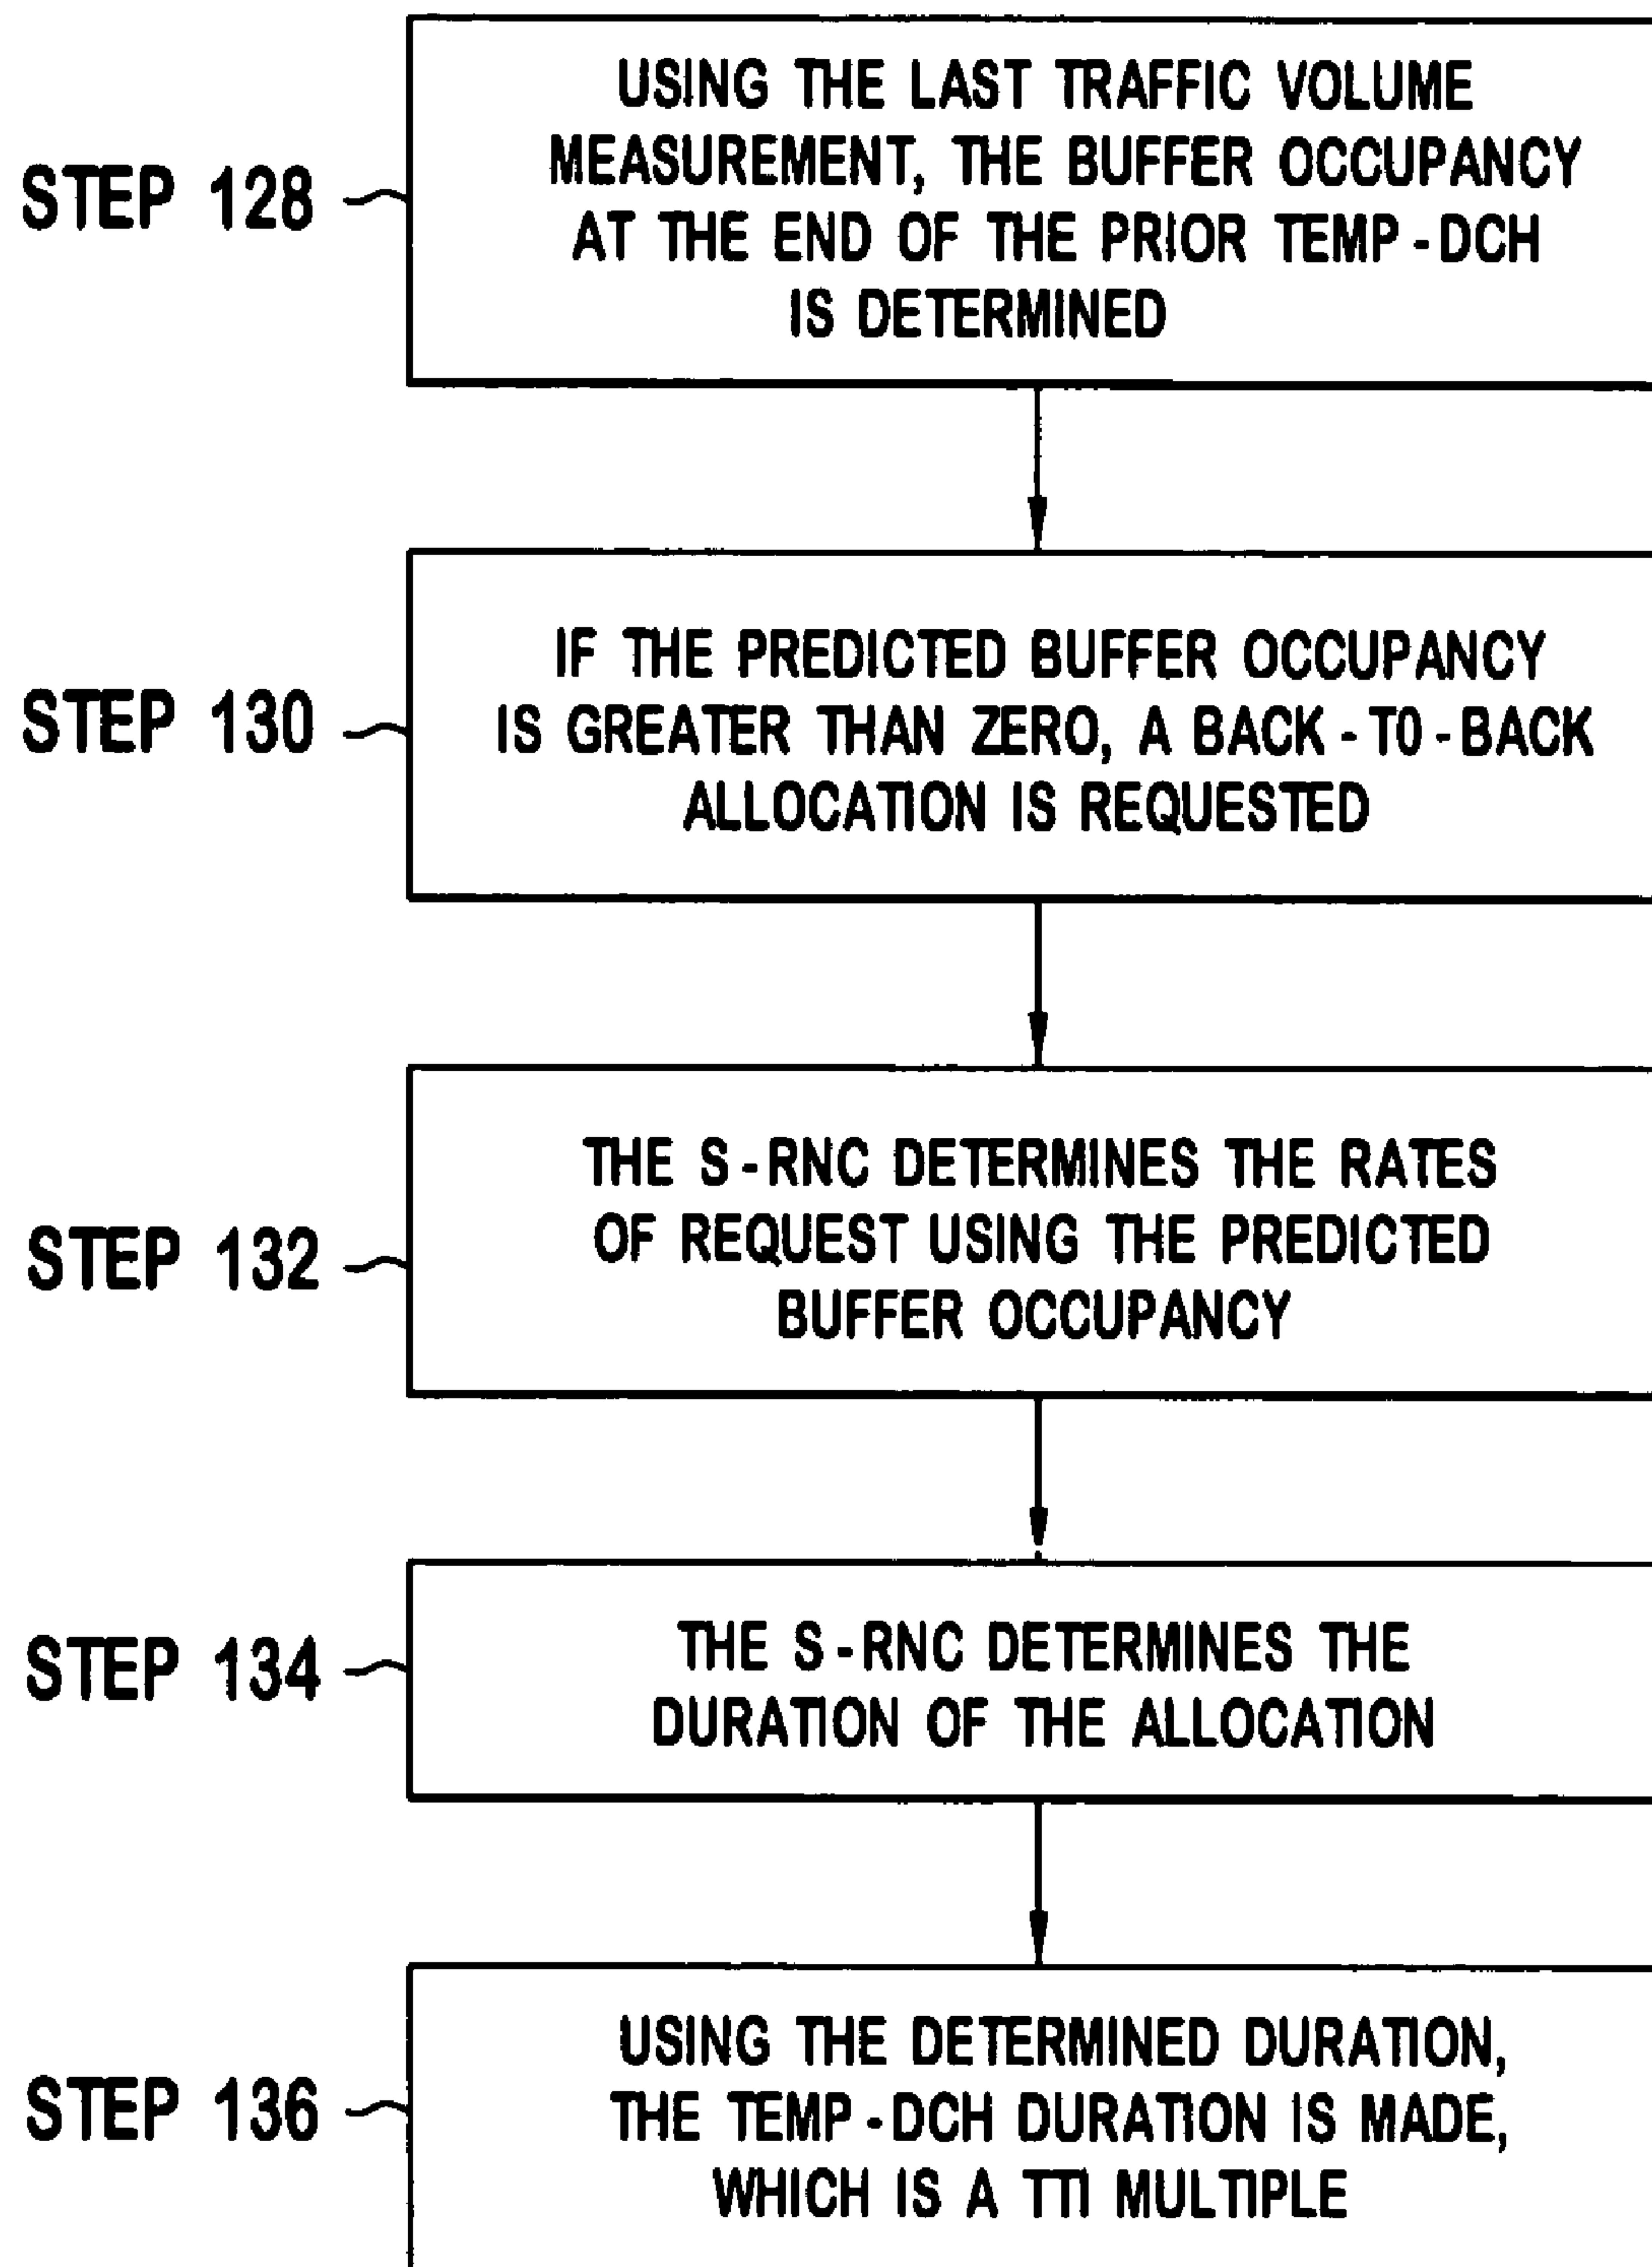 USING THE LAST TRAFFIC VOLUME
MEASUREMENT, THE BUFFER OCCUPANCY
AT THE END OF THE PRIOR TEMP-DCH
IS DETERMINED
STEP 128
IF THE PREDICTED BUFFER OCCUPANCY
IS GREATER THAN ZERO, A BACK-TO-BACK
ALLOCATION IS REQUESTED
STEP 130
THE S-RNC DETERMINES THE RATES
OF REQUEST USING THE PREDICTED
BUFFER OCCUPANCY
STEP 132
THE S-RNC DETERMINES THE
DURATION OF THE ALLOCATION
STEP 134
USING THE DETERMINED DURATION,
THE TEMP-DCH DURATION IS MADE,
WHICH IS A TTI MULTIPLE
STEP 136